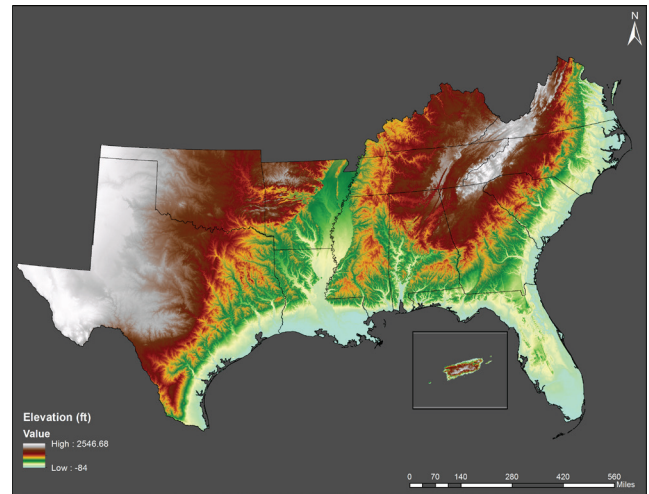 N
Elevation (ft)
Value
High : 2546.68
Low : -84
0 70 140 280 420 560
Miles